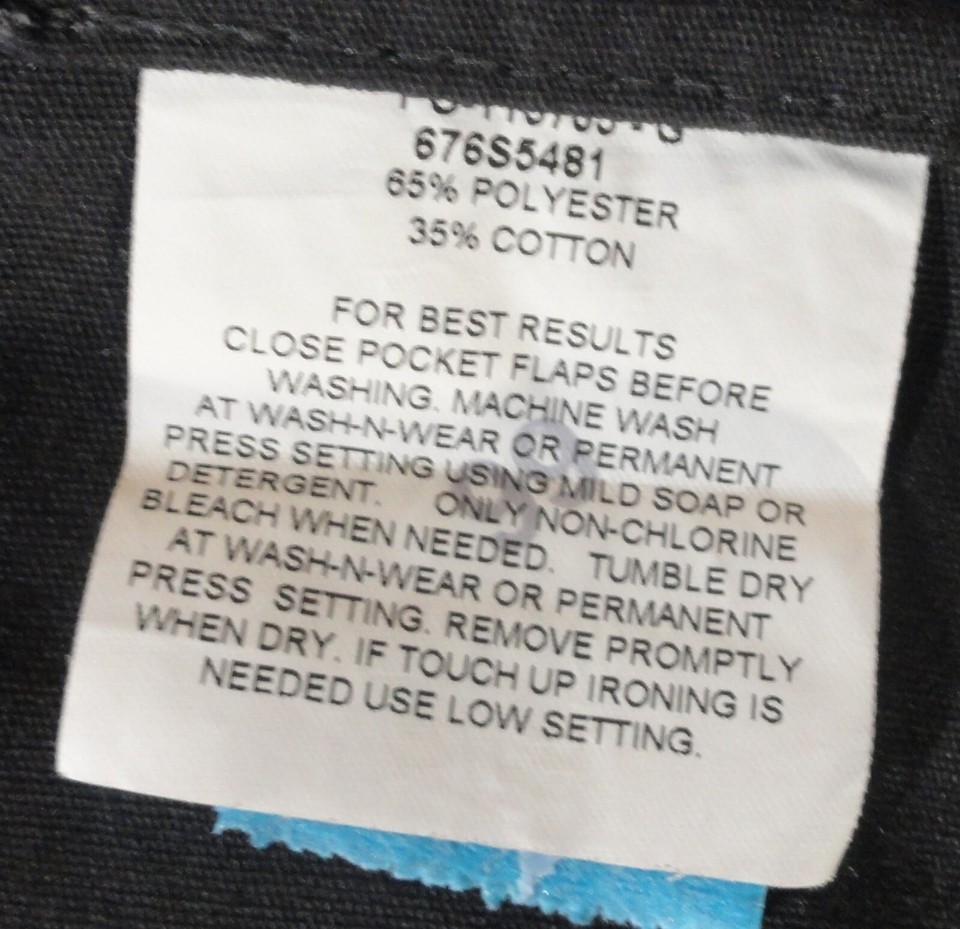 676S5481
65% POLYESTER
35% COTTON
FOR BEST RESULTS
CLOSE POCKET FLAPS BEFORE
WASHING. MACHINE WASH
AT WASH-N-WEAR OR PERMANENT
PRESS SETTING USING MILD SOAP OR
DETERGENT. ONLY NON-CHLORINE
BLEACH WHEN NEEDED. TUMBLE DRY
AT WASH-N-WEAR OR PERMANENT
PRESS SETTING. REMOVE PROMPTLY
WHEN DRY. IF TOUCH UP IRONING IS
NEEDED USE LOW SETTING.